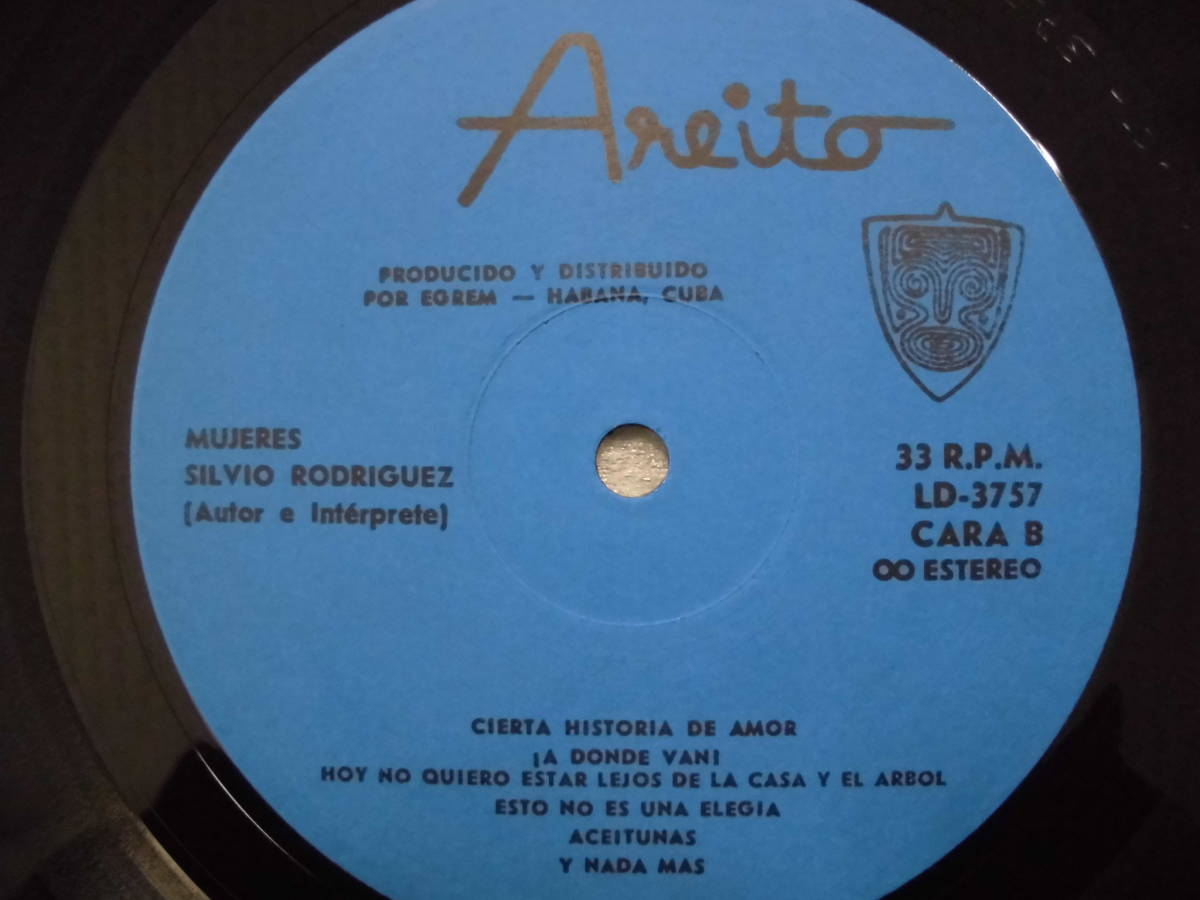 Areito
PRODUCIDO Y DISTRIBUIDO
POR EGREM — HABANA, CUBA
MUJERES
SILVIO RODRIGUEZ
(Autor e Intérprete)
33 R.P.M.
LD-3757
CARA B
∞ ESTEREO
CIERTA HISTORIA DE AMOR
¡A DONDE VAN!
HOY NO QUIERO ESTAR LEJOS DE LA CASA Y EL ARBOL
ESTO NO ES UNA ELEGIA
ACEITUNAS
Y NADA MAS